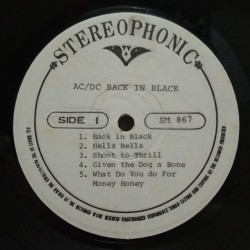 STEREOPHONIC
AC/DC BACK IN BLACK
SIDE 1
SM 867
1. Back in Black
2. Hells Bells
3. Shoot to Thrill
4. Given the Dog a Bone
5. What Do You do For
Money Honey